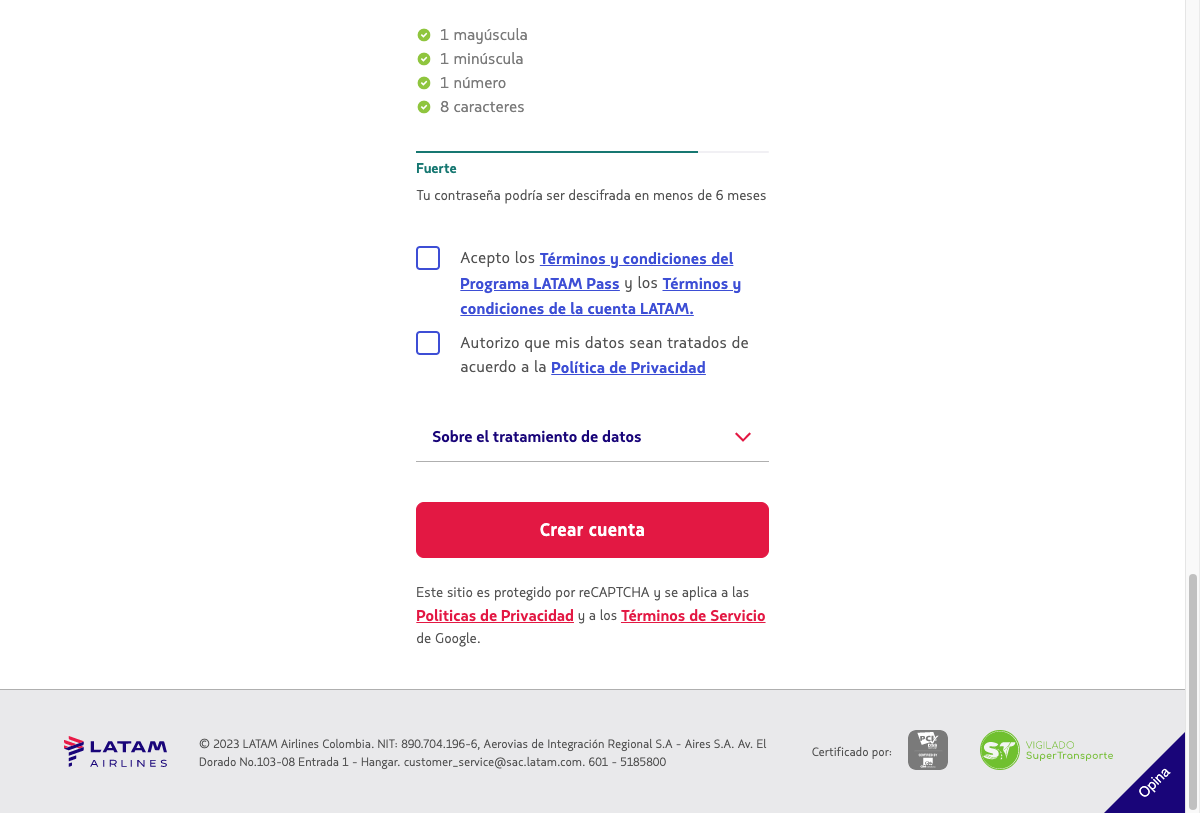 1 mayúscula
1 minúscula
1 número
8 caracteres
Fuerte
Tu contraseña podría ser descifrada en menos de 6 meses
Acepto los Términos y condiciones del
Programa LATAM Pass y los Términos y
condiciones de la cuenta LATAM.
Autorizo que mis datos sean tratados de
acuerdo a la Política de Privacidad
Sobre el tratamiento de datos
Crear cuenta
Este sitio es protegido por reCAPTCHA y se aplica a las
Politicas de Privacidad y a los Términos de Servicio
de Google.
LATAM
AIRLINES
© 2023 LATAM Airlines Colombia. NIT: 890.704.196-6, Aerovias de Integración Regional S.A - Aires S.A. Av. El
Dorado No.103-08 Entrada 1 - Hangar. customer_service@sac.latam.com. 601 - 5185800
Certificado por:
PCI
ST
VIGILADO
SuperTransporte
Opina